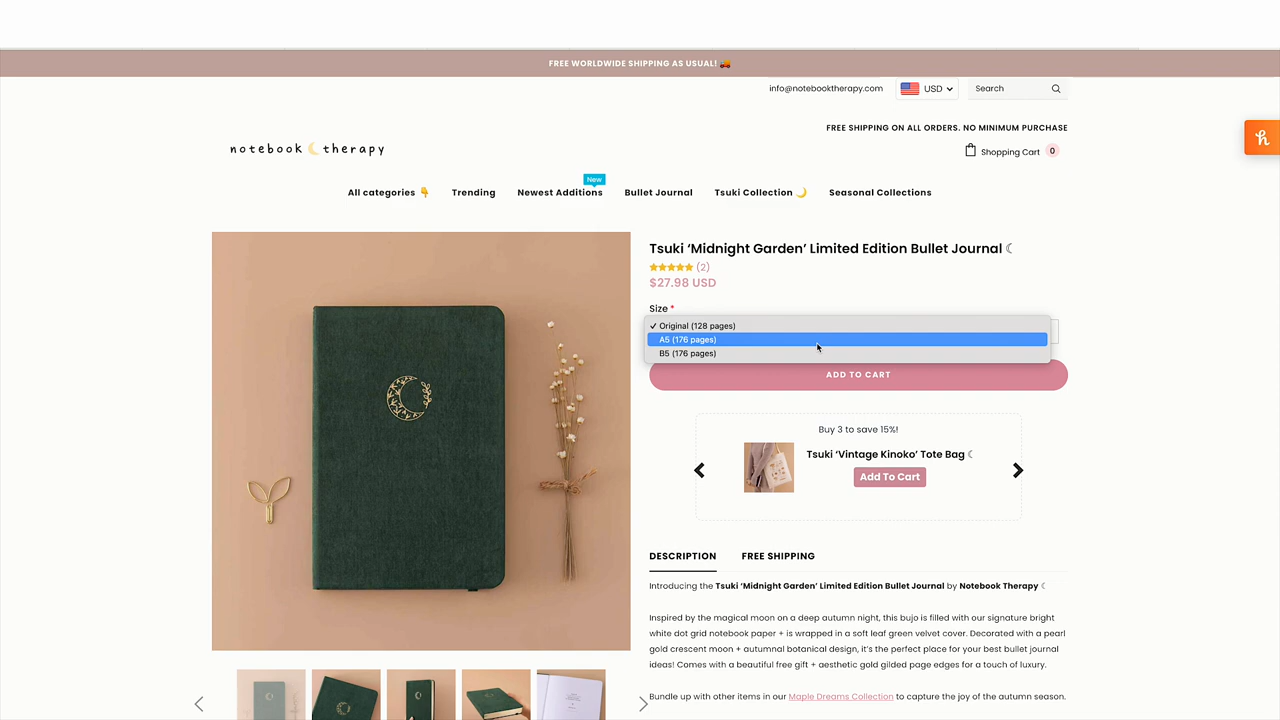 FREE WORLDWIDE SHIPPING AS USUAL! 🚚
info@notebooktherapy.com
USD
Search
FREE SHIPPING ON ALL ORDERS. NO MINIMUM PURCHASE
notebook therapy
Shopping Cart 0
New
All categories 👇 Trending Newest Additions Bullet Journal Tsuki Collection 🌙 Seasonal Collections
Tsuki ‘Midnight Garden’ Limited Edition Bullet Journal ☾
(2)
$27.98 USD
Size *
✓ Original (128 pages)
A5 (176 pages)
B5 (176 pages)
ADD TO CART
Buy 3 to save 15%!
Tsuki ‘Vintage Kinoko’ Tote Bag ☾
Add To Cart
DESCRIPTION FREE SHIPPING
Introducing the Tsuki ‘Midnight Garden’ Limited Edition Bullet Journal by Notebook Therapy ☾
Inspired by the magical moon on a deep autumn night, this bujo is filled with our signature bright
white dot grid notebook paper + is wrapped in a soft leaf green velvet cover. Decorated with a pearl
gold crescent moon + autumnal botanical design, it’s the perfect place for your best bullet journal
ideas! Comes with a beautiful free gift + aesthetic gold gilded page edges for a touch of luxury.
Bundle up with other items in our Maple Dreams Collection to capture the joy of the autumn season.